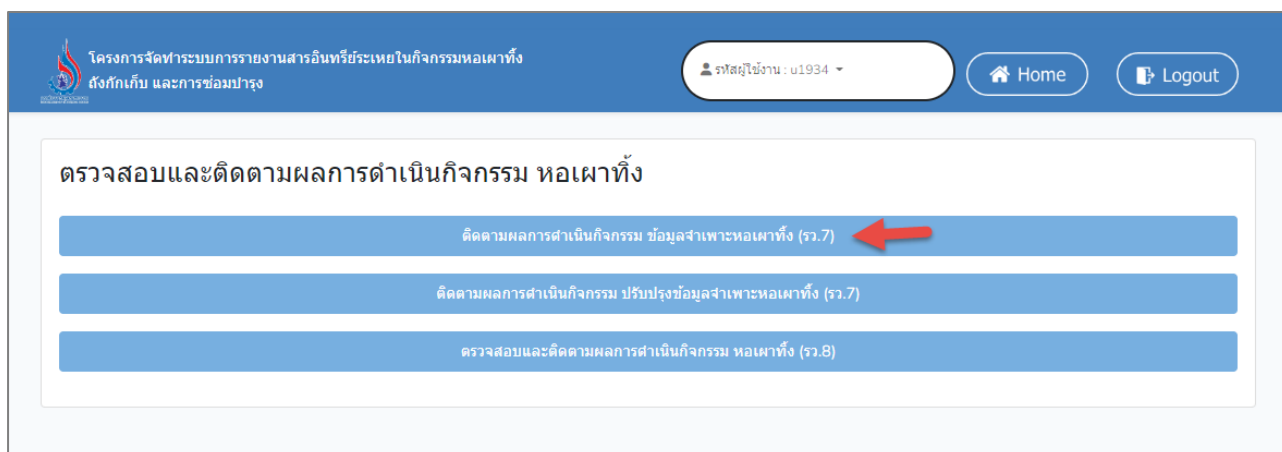 โครงการจัดทำระบบการรายงานสารอินทรีย์ระเหยในกิจกรรมหอเผาทิ้ง
ถังกักเก็บ และการซ่อมบำรุง
รหัสผู้ใช้งาน : u1934
Home
Logout
ตรวจสอบและติดตามผลการดำเนินกิจกรรม หอเผาทิ้ง
ติดตามผลการดำเนินกิจกรรม ข้อมูลจำเพาะหอเผาทิ้ง (รว.7)
ติดตามผลการดำเนินกิจกรรม ปรับปรุงข้อมูลจำเพาะหอเผาทิ้ง (รว.7)
ตรวจสอบและติดตามผลการดำเนินกิจกรรม หอเผาทิ้ง (รว.8)